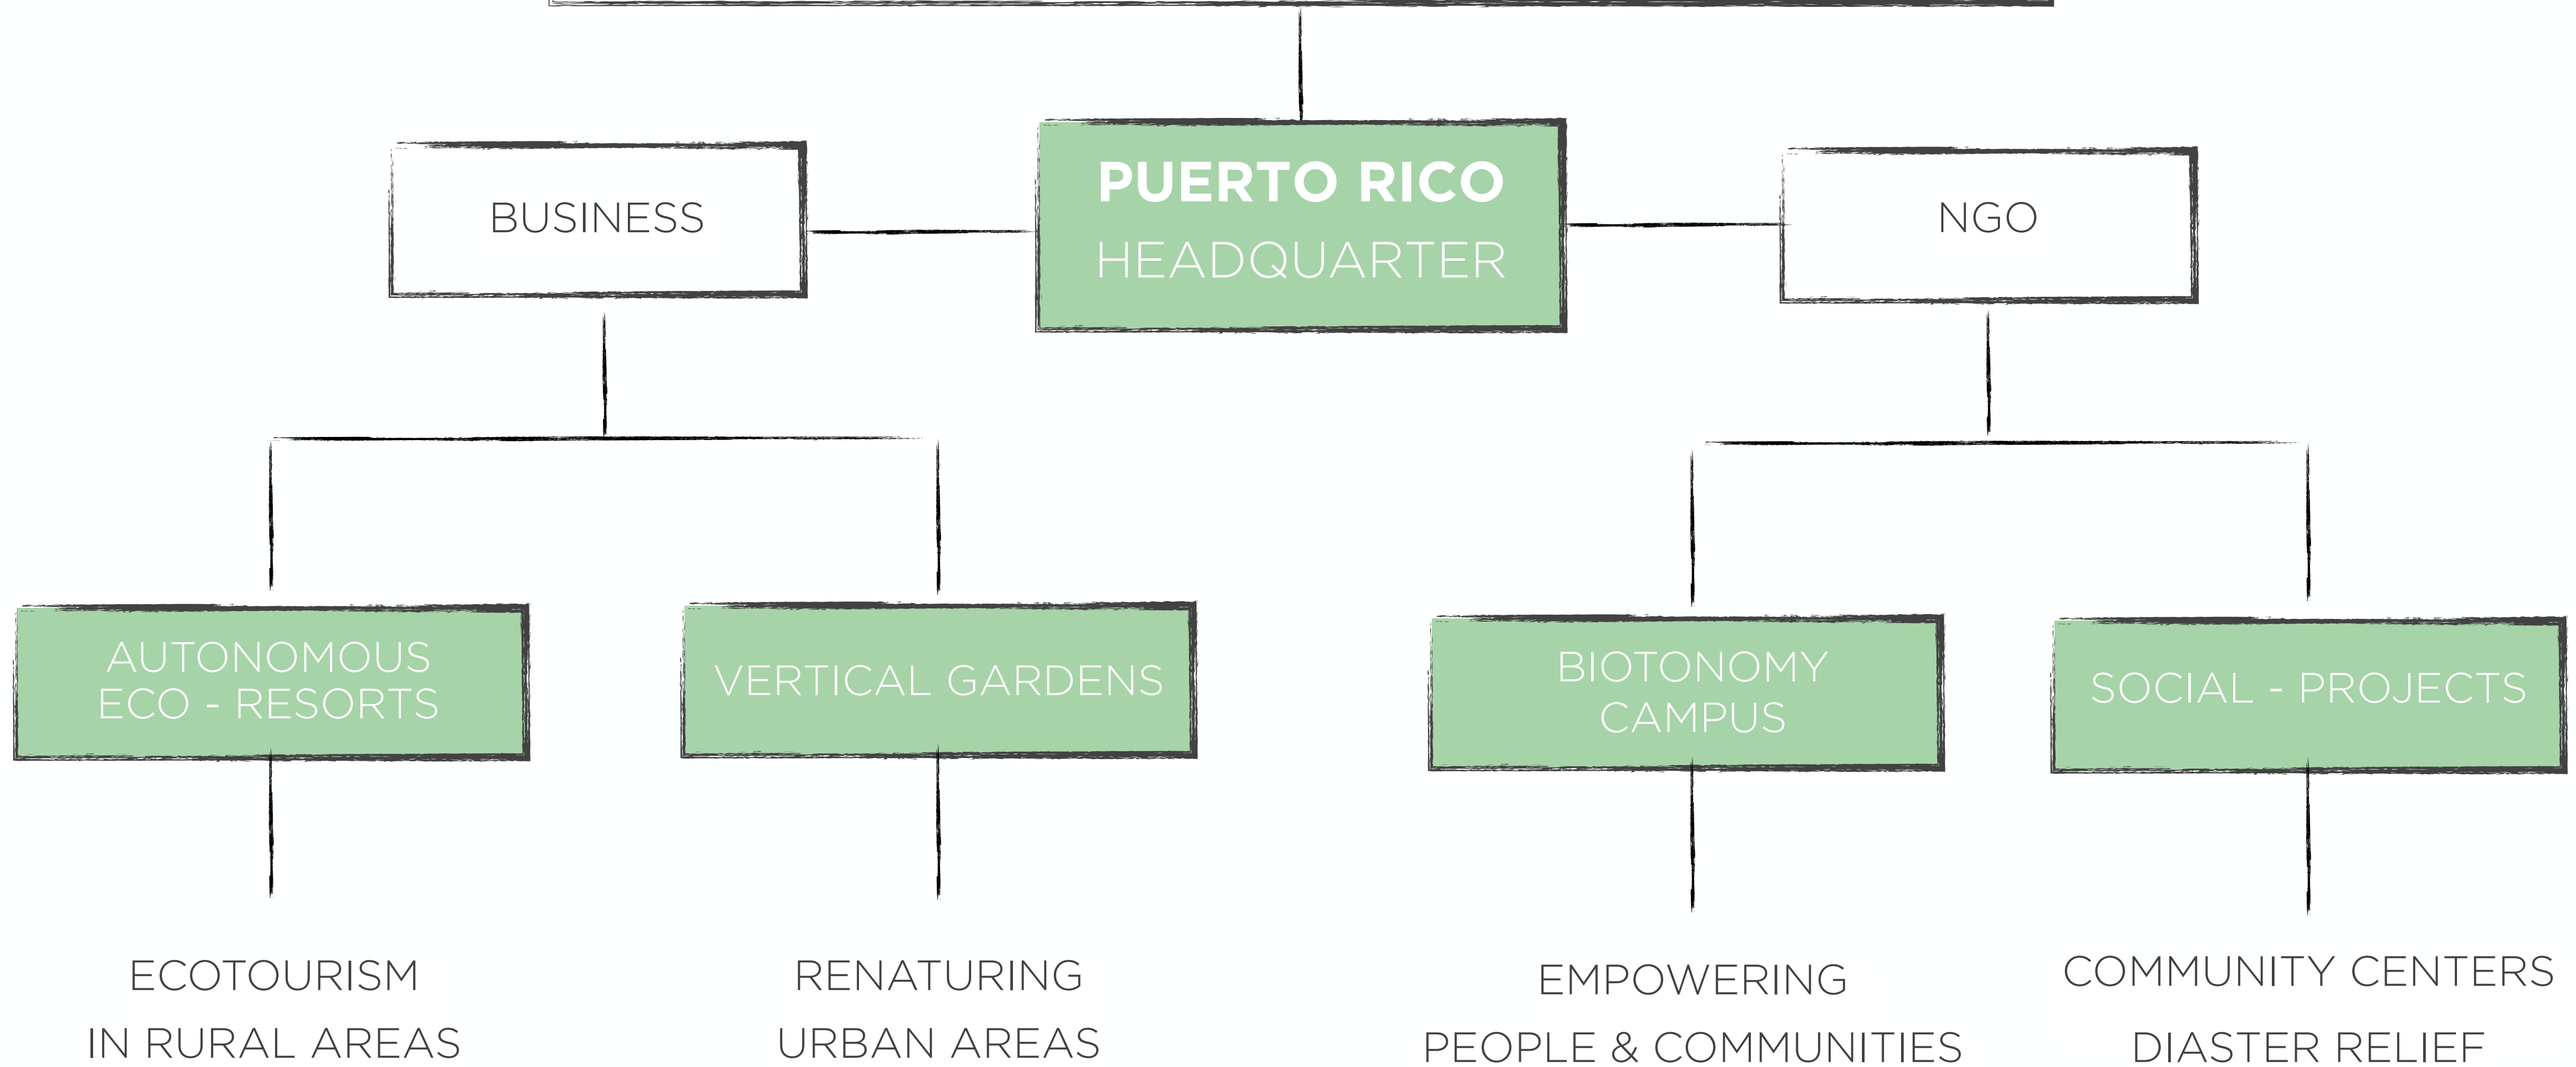 BUSINESS
PUERTO RICO
HEADQUARTER
NGO
AUTONOMOUS
ECO - RESORTS
VERTICAL GARDENS
BIOTONOMY
CAMPUS
SOCIAL - PROJECTS
ECOTOURISM
IN RURAL AREAS
RENATURING
URBAN AREAS
EMPOWERING
PEOPLE & COMMUNITIES
COMMUNITY CENTERS
DIASTER RELIEF